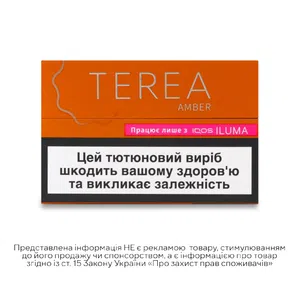 TEREA
AMBER
Працює лише з IQOS ILUMA
Цей тютюновий виріб
шкодить вашому здоров'ю
та викликає залежність
Представлена інформація НЕ є рекламою товару, стимулюванням
до його продажу чи спонсорством, а є інформацією про товар
згідно із ст. 15 Закону України «Про захист прав споживачів»